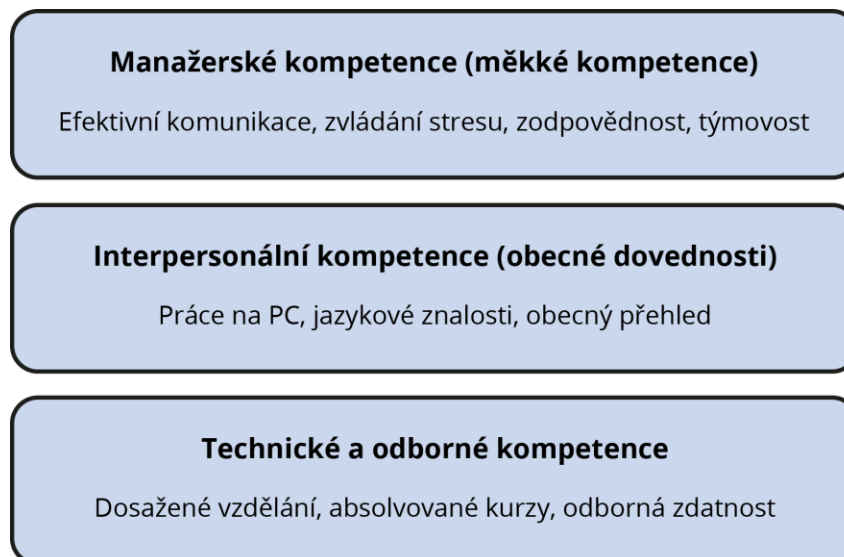 Manažerské kompetence (měkké kompetence)
Efektivní komunikace, zvládání stresu, zodpovědnost, týmovost
Interpersonální kompetence (obecné dovednosti)
Práce na PC, jazykové znalosti, obecný přehled
Technické a odborné kompetence
Dosažené vzdělání, absolvované kurzy, odborná zdatnost